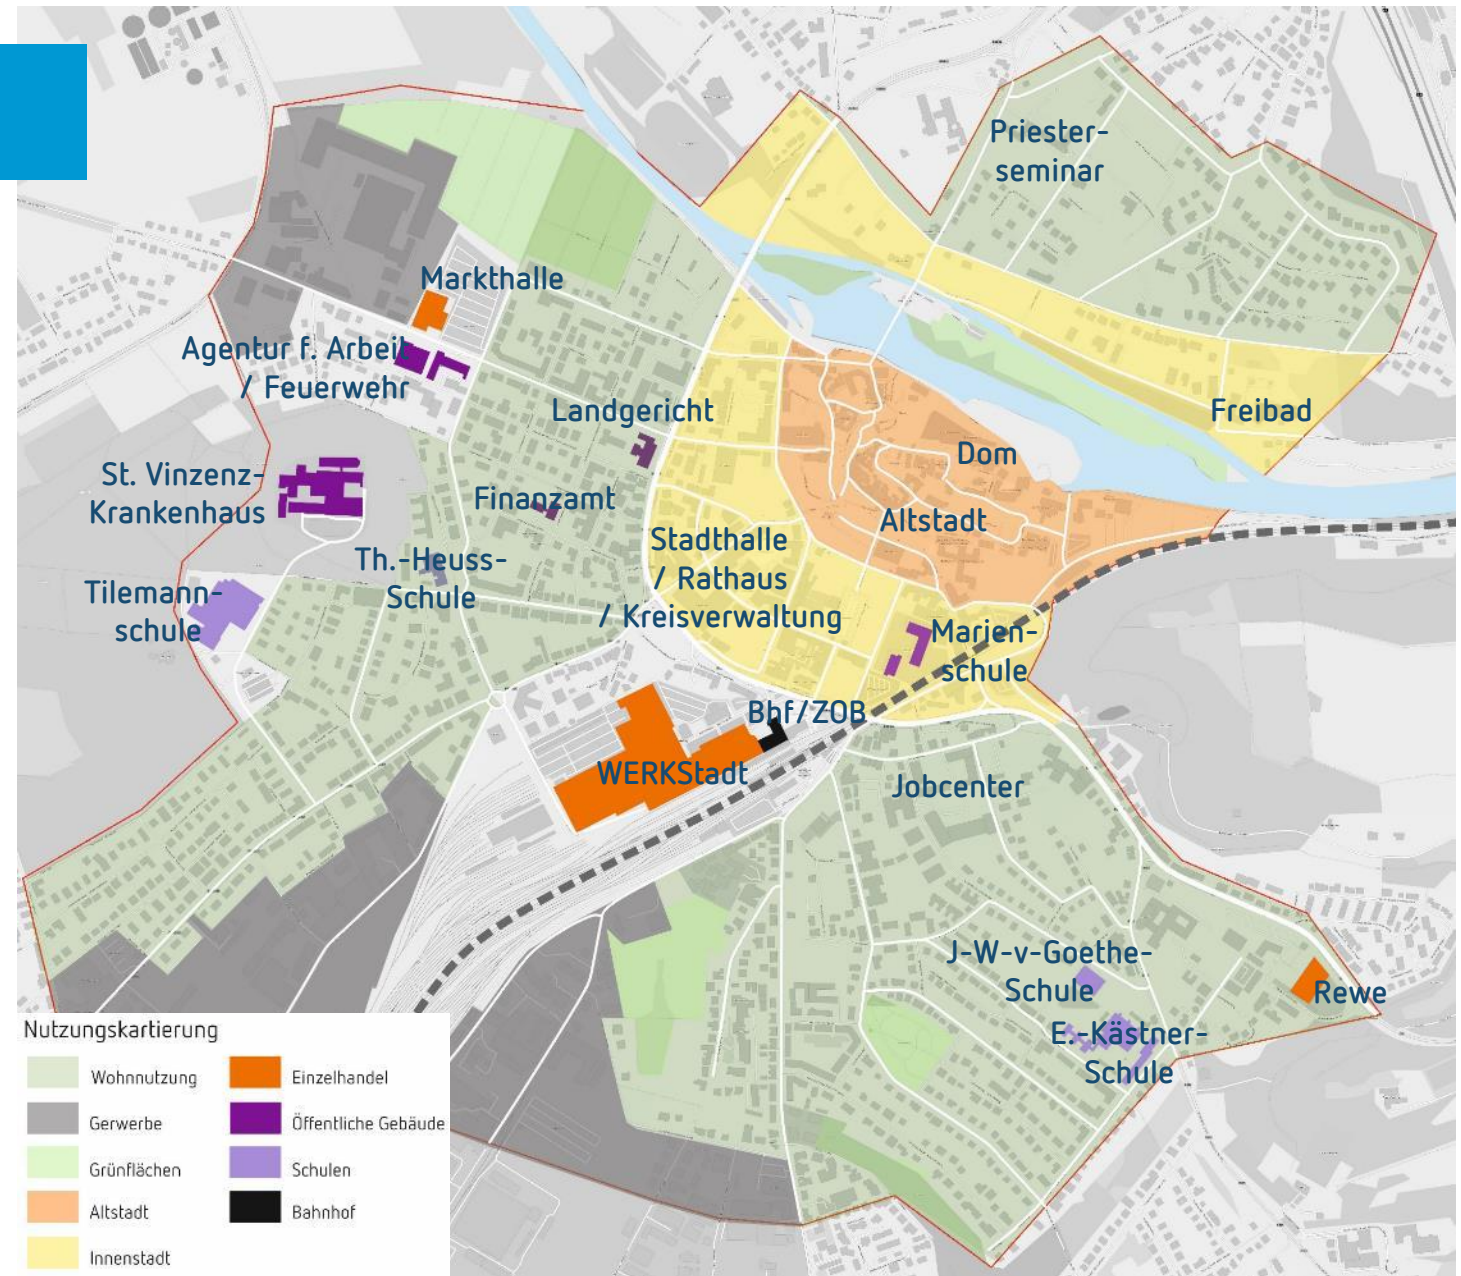 Priester-
seminar
Markthalle
Agentur f. Arbeit
/ Feuerwehr
Landgericht
Freibad
Dom
St. Vinzenz-
Krankenhaus
Finanzamt
Altstadt
Stadthalle
/ Rathaus
/ Kreisverwaltung
Th.-Heuss-
Schule
Tilemann-
schule
Marien-
schule
Bhf/ZOB
WERKStadt
Jobcenter
J-W-v-Goethe-
Schule
Rewe
E.-Kästner-
Schule
Nutzungskartierung
Wohnnutzung
Gerwerbe
Grünflächen
Altstadt
Innenstadt
Einzelhandel
Öffentliche Gebäude
Schulen
Bahnhof